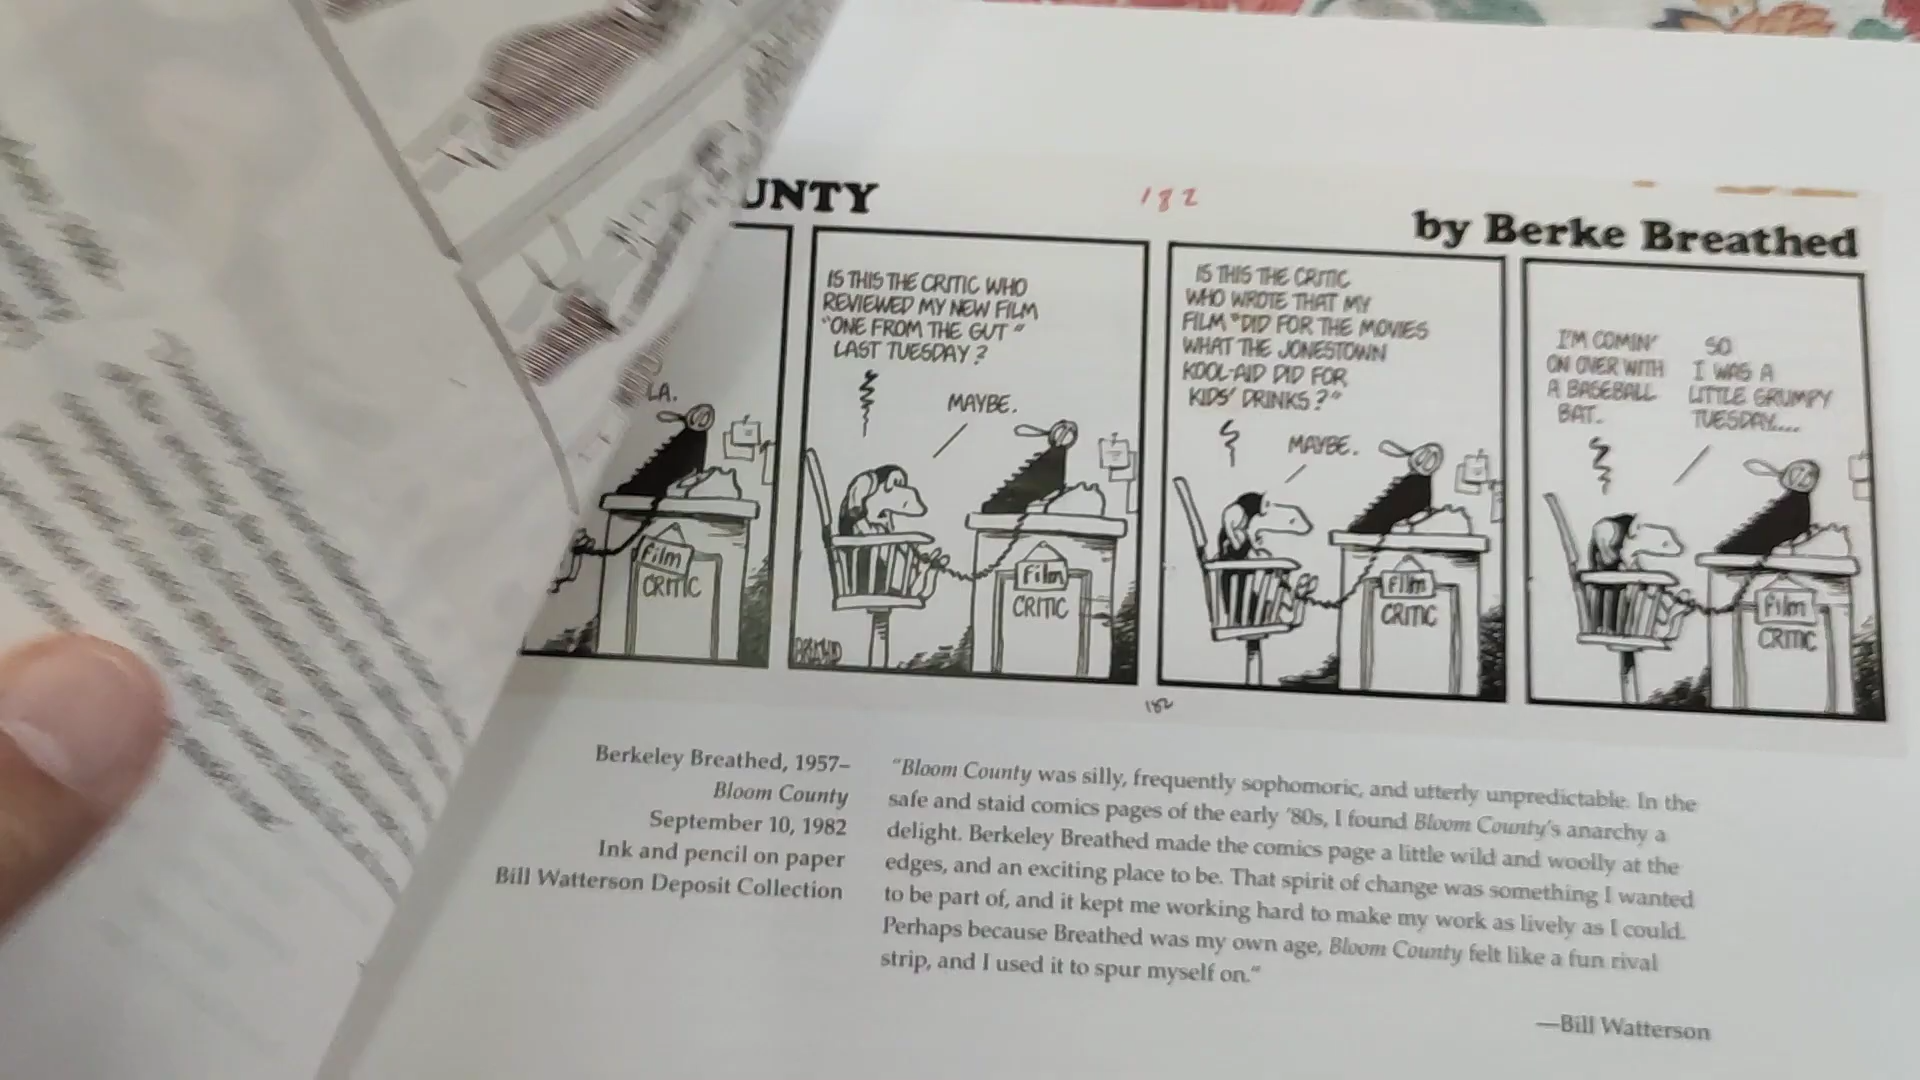 UNTY
182
by Berke Breathed
LA.
Film
CRITIC
IS THIS THE CRITIC WHO
REVIEWED MY NEW FILM
"ONE FROM THE GUT"
LAST TUESDAY?
MAYBE.
Film
CRITIC
IS THIS THE CRITIC
WHO WROTE THAT MY
FILM "DID FOR THE MOVIES
WHAT THE JONESTOWN
KOOL-AID DID FOR
KIDS' DRINKS?"
MAYBE.
Film
CRITIC
I'M COMIN'
ON OVER WITH
A BASEBALL
BAT.
SO
I WAS A
LITTLE GRUMPY
TUESDAY....
Film
CRITIC
182
Berkeley Breathed, 1957–
Bloom County
September 10, 1982
Ink and pencil on paper
Bill Watterson Deposit Collection
"Bloom County was silly, frequently sophomoric, and utterly unpredictable. In the
safe and staid comics pages of the early '80s, I found Bloom County's anarchy a
delight. Berkeley Breathed made the comics page a little wild and woolly at the
edges, and an exciting place to be. That spirit of change was something I wanted
to be part of, and it kept me working hard to make my work as lively as I could.
Perhaps because Breathed was my own age, Bloom County felt like a fun rival
strip, and I used it to spur myself on."
—Bill Watterson